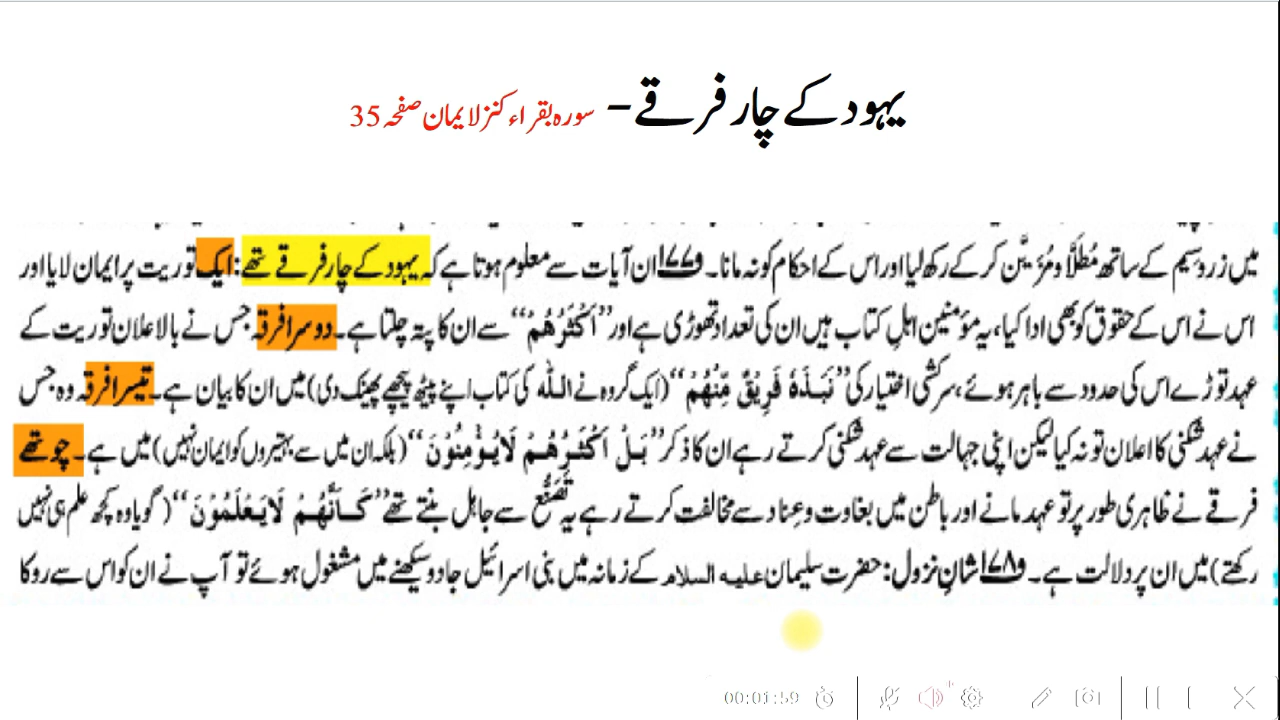 یہود کے چار فرقے – سورہ بقراء کنزلایمان صفحہ 35
میں زر وسیم کے ساتھ مُطَلَّا ومُزَیَّن کرکے رکھ لیا اور اس کے احکام کو نہ مانا۔ ف۱۷۷ ان آیات سے معلوم ہوتا ہے کہ یہود کے چار فرقے تھے: ایک توریت پر ایمان لایا اور
اس نے اس کے حقوق کو بھی ادا کیا، یہ مؤمنین اہلِ کتاب ہیں ان کی تعداد تھوڑی ہے اور ”اَکْثَرُهُمْ“ سے ان کا پتہ چلتا ہے۔ دوسرا فرقہ جس نے بالاعلان توریت کے
عہد توڑے اس کی حدود سے باہر ہوئے، سرکشی اختیار کی ”نَبَذَهٗ فَرِیْقٌ مِّنْهُمْ“ (ایک گروہ نے اللہ کی کتاب اپنے پیٹھ پیچھے پھینک دی) میں ان کا بیان ہے۔ تیسرا فرقہ وہ جس
نے عہد شکنی کا اعلان تو نہ کیا لیکن اپنی جہالت سے عہد شکنی کرتے رہے ان کا ذکر ”بَلْ اَکْثَرُهُمْ لَایُؤْمِنُوْنَ“ (بلکہ ان میں سے بہتیروں کو ایمان نہیں) میں ہے۔ چوتھے
فرقے نے ظاہری طور پر تو عہد مانے اور باطن میں بغاوت وعناد سے مخالفت کرتے رہے یہ تَصَنُّع سے جاہل بنتے تھے ”کَاَنَّهُمْ لَایَعْلَمُوْنَ“ (گویا وہ کچھ علم ہی نہیں
رکھتے) میں ان پر دلالت ہے۔ ف۱۷۸ شانِ نزول: حضرت سلیمان علیہ السلام کے زمانہ میں بنی اسرائیل جادو سیکھنے میں مشغول ہوئے تو آپ نے ان کو اس سے روکا
00:01:59